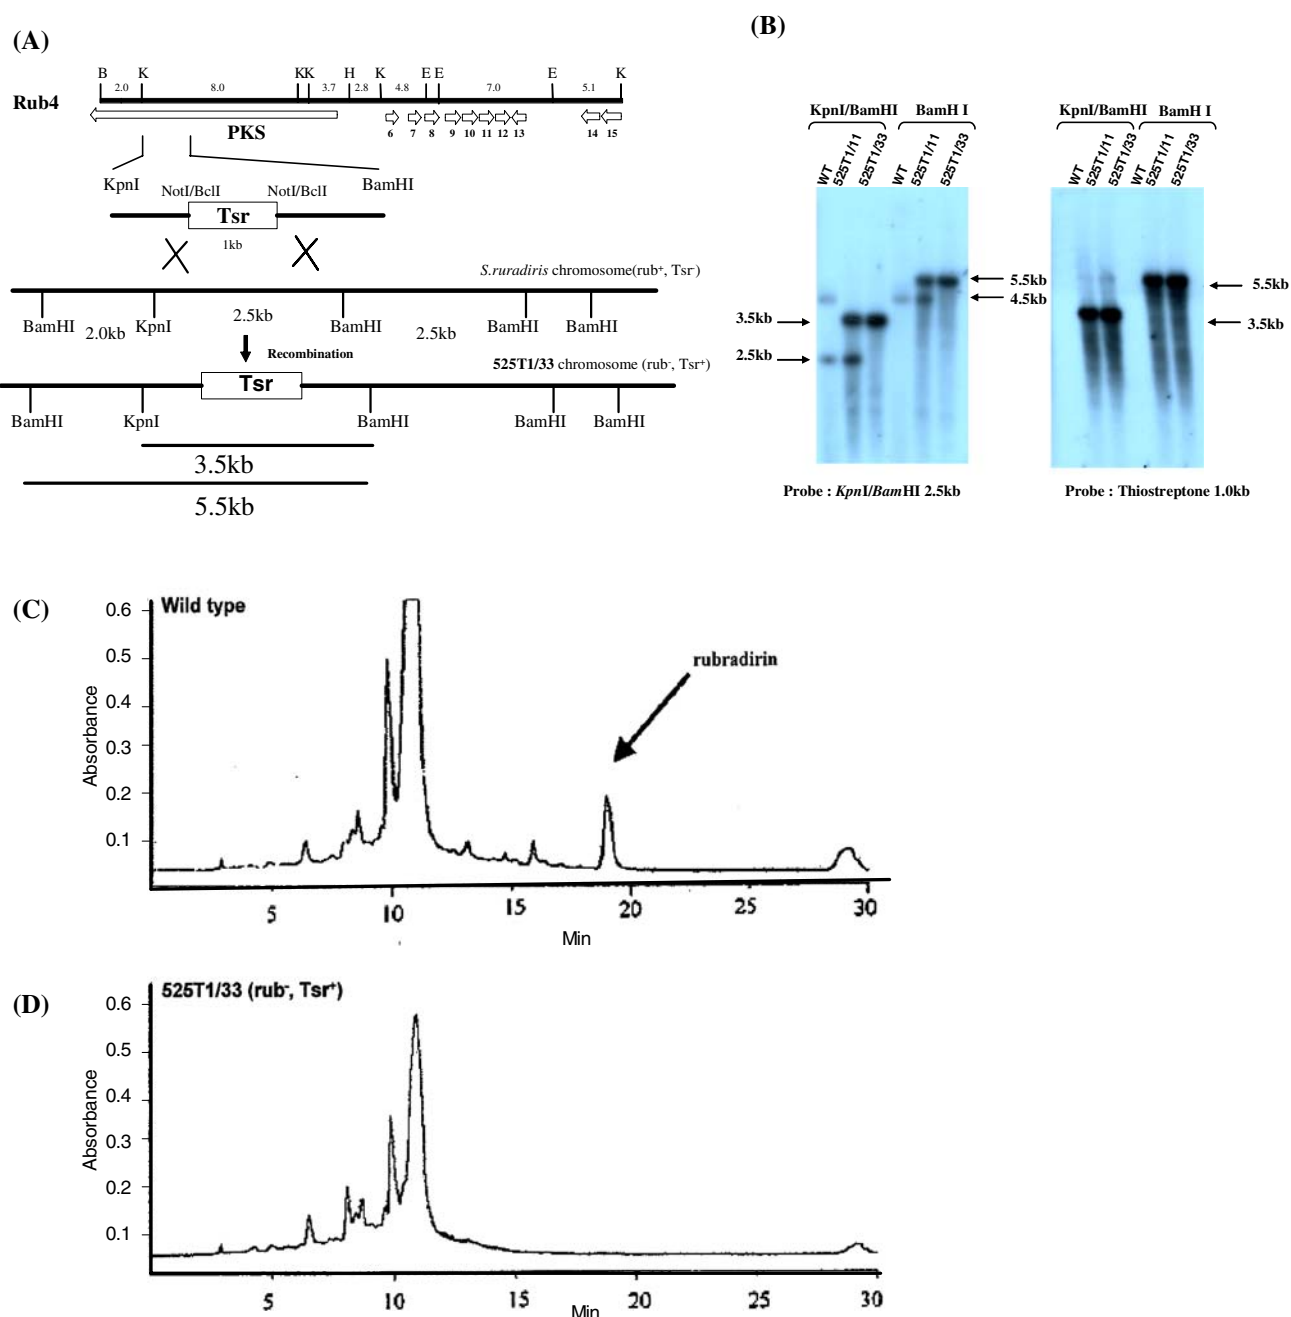 (A)
B K KK H K E E E K
2.0 8.0 3.7 2.8 4.8 7.0 5.1
Rub4
PKS
6 7 8 9 10 11 12 13 14 15
KpnI NotI/BclI NotI/BclI BamHI
Tsr
1kb
S.ruradiris chromosome(rub+, Tsr-)
BamHI KpnI BamHI BamHI BamHI
2.0kb 2.5kb 2.5kb
Recombination
525T1/33 chromosome (rub-, Tsr+)
Tsr
BamHI KpnI BamHI BamHI BamHI
3.5kb
5.5kb
(B)
KpnI/BamHI BamH I
WT 525T1/11 525T1/33 WT 525T1/11 525T1/33
5.5kb
4.5kb
3.5kb
2.5kb
Probe : KpnI/BamHI 2.5kb
KpnI/BamHI BamH I
WT 525T1/11 525T1/33 WT 525T1/11 525T1/33
5.5kb
3.5kb
Probe : Thiostreptone 1.0kb
(C)
Wild type
rubradirin
0.6
0.5
0.4
0.3
0.2
0.1
Absorbance
5 10 15 20 25 30
Min
(D)
525T1/33 (rub-, Tsr+)
0.6
0.5
0.4
0.3
0.2
0.1
Absorbance
5 10 15 20 25 30
Min